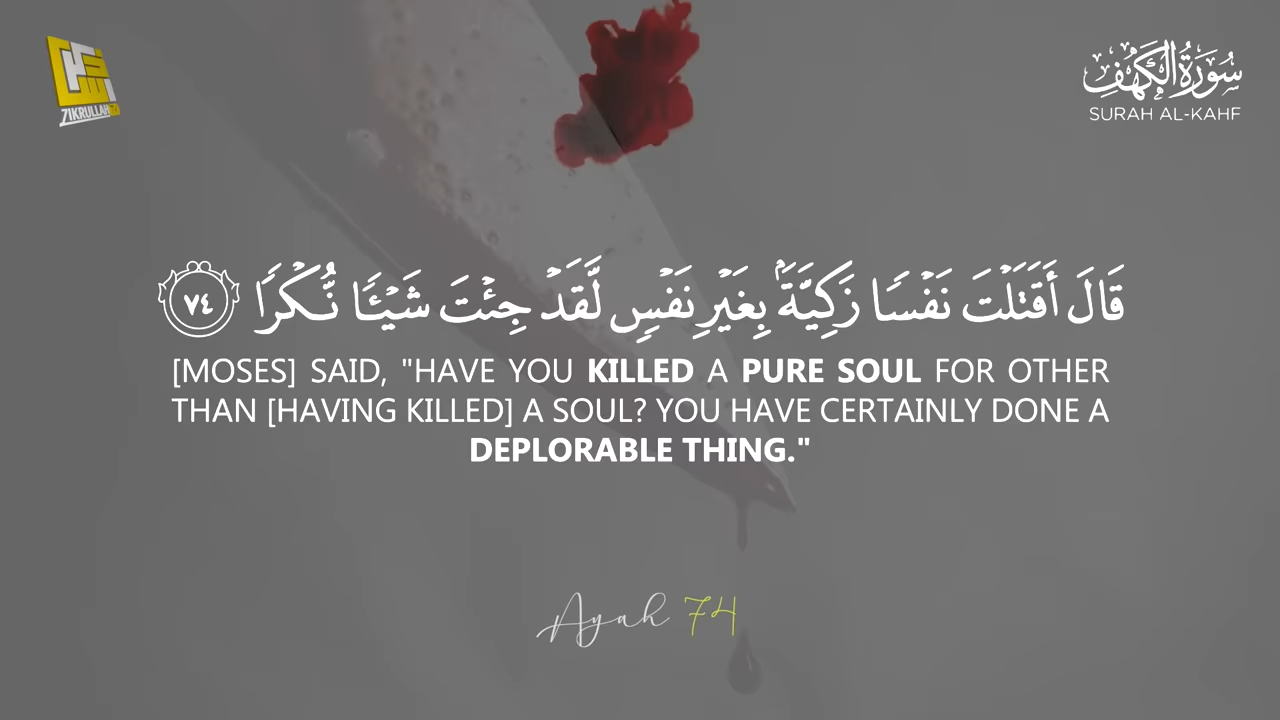 ZIKRULLAH
سُورَةُ الْكَهْفِ
SURAH AL-KAHF
قَالَ أَقَتَلْتَ نَفْسًا زَكِيَّةًۢ بِغَيْرِ نَفْسٍ لَّقَدْ جِئْتَ شَيْـًٔا نُّكْرًا ٧٤
[MOSES] SAID, "HAVE YOU KILLED A PURE SOUL FOR OTHER
THAN [HAVING KILLED] A SOUL? YOU HAVE CERTAINLY DONE A
DEPLORABLE THING."
Ayah 74